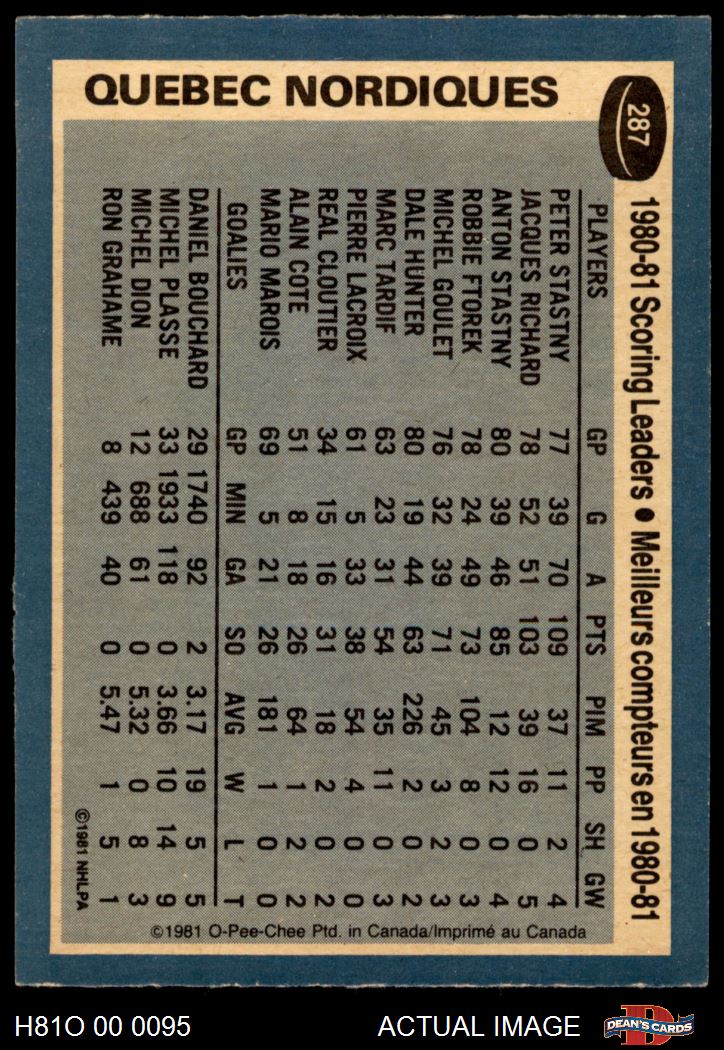 QUEBEC NORDIQUES
287
1980-81 Scoring Leaders • Meilleurs compteurs en 1980-81
PLAYERS GP G A PTS PIM PP SH GW
PETER STASTNY 77 39 70 109 37 11 2 4
JACQUES RICHARD 78 52 51 103 39 16 0 5
ANTON STASTNY 80 39 46 85 12 12 0 4
ROBBIE FTOREK 78 24 49 73 104 8 0 3
MICHEL GOULET 76 32 39 71 45 3 2 3
DALE HUNTER 80 19 44 63 226 2 0 2
MARC TARDIF 63 23 31 54 35 11 0 3
PIERRE LACROIX 61 5 33 38 54 4 0 0
REAL CLOUTIER 34 15 16 31 18 2 0 2
ALAIN COTE 51 8 18 26 64 1 2 2
MARIO MAROIS 69 5 21 26 181 1 0 0
GOALIES GP MIN GA SO AVG W L T
DANIEL BOUCHARD 29 1740 92 2 3.17 19 5 5
MICHEL PLASSE 33 1933 118 0 3.66 10 14 9
MICHEL DION 12 688 61 0 5.32 0 8 3
RON GRAHAME 8 439 40 0 5.47 1 5 1
©1981 NHLPA
©1981 O-Pee-Chee Ptd. in Canada/Imprimé au Canada
H81O 00 0095 ACTUAL IMAGE
D
DEAN'S CARDS